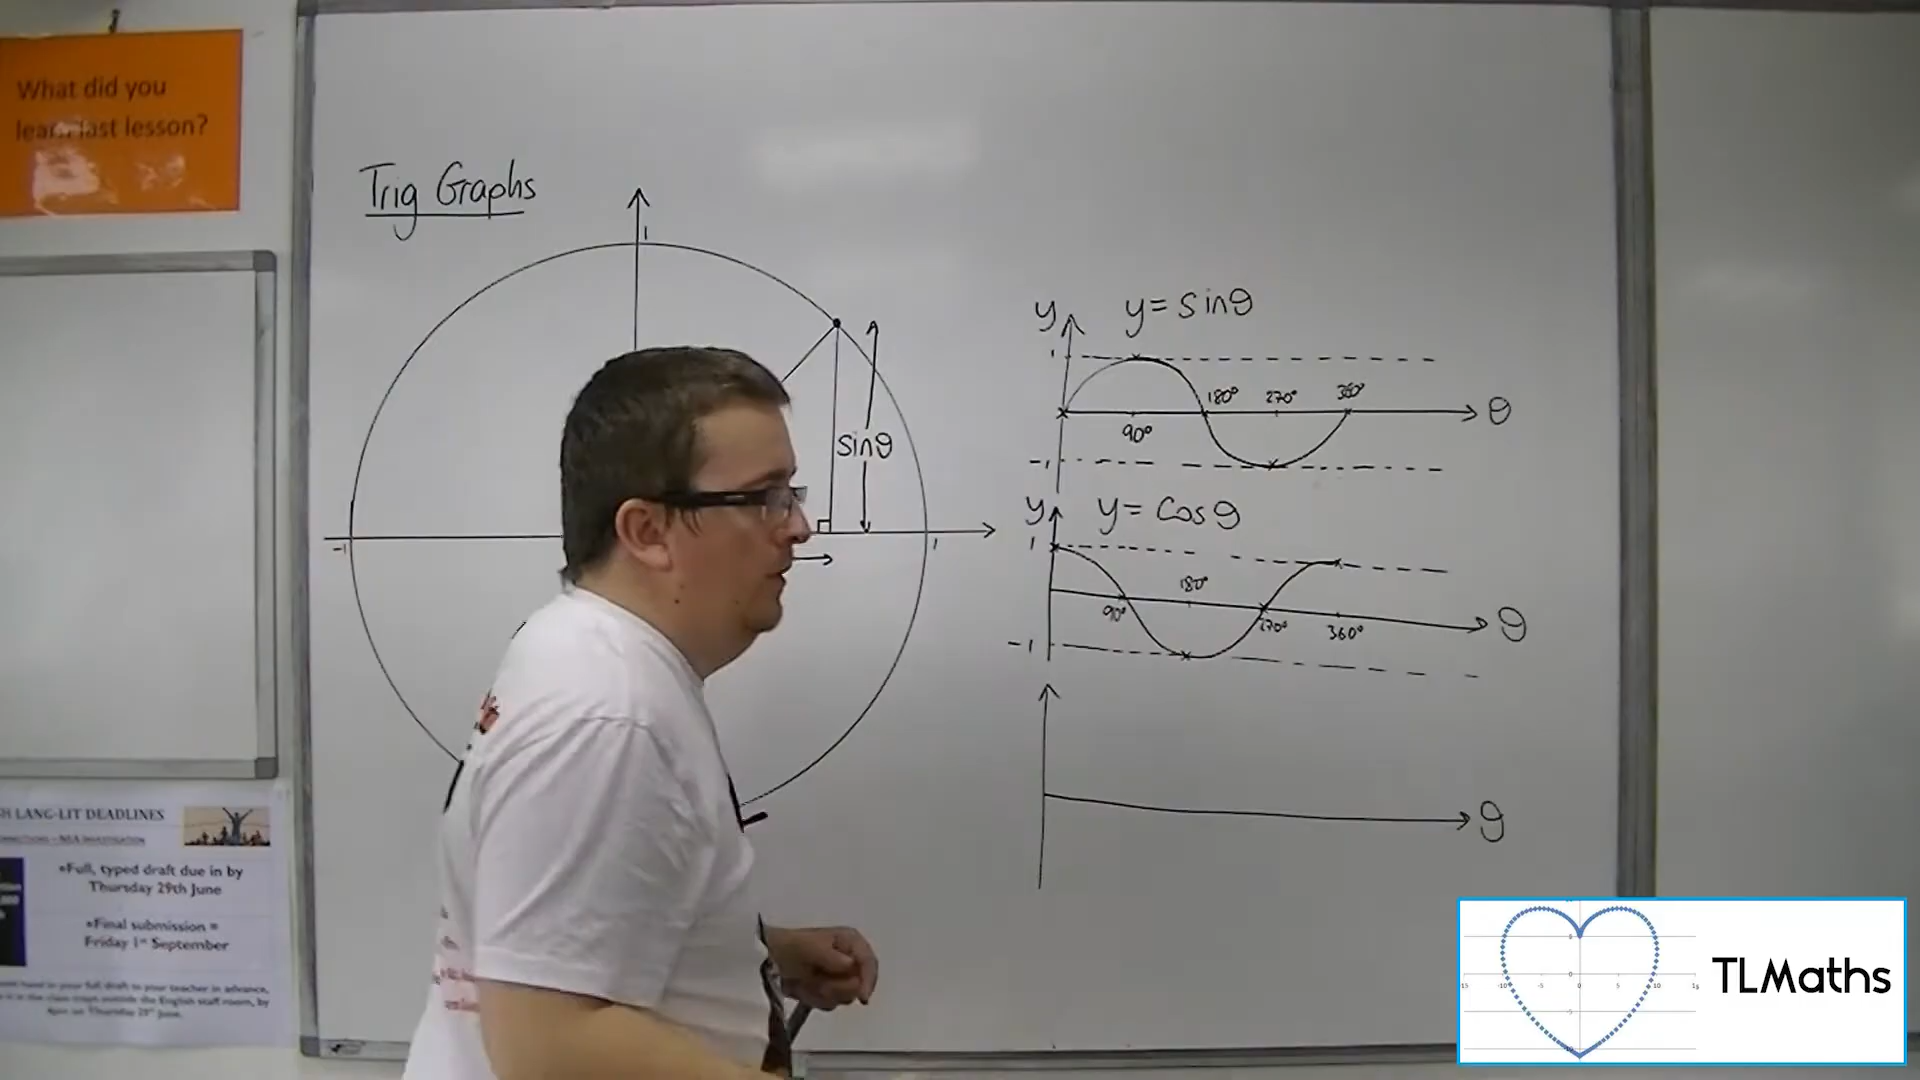 What did you
learn last lesson?
Trig Graphs
1
-1
1
sinθ
y
y = sinθ
1
90°
180°
270°
360°
θ
-1
y
y = cosθ
1
180°
90°
270°
360°
θ
-1
θ
LANG-LIT DEADLINES
•Full, typed draft due in by
Thursday 29th June
•Final submission =
Friday 1st September
TLMaths